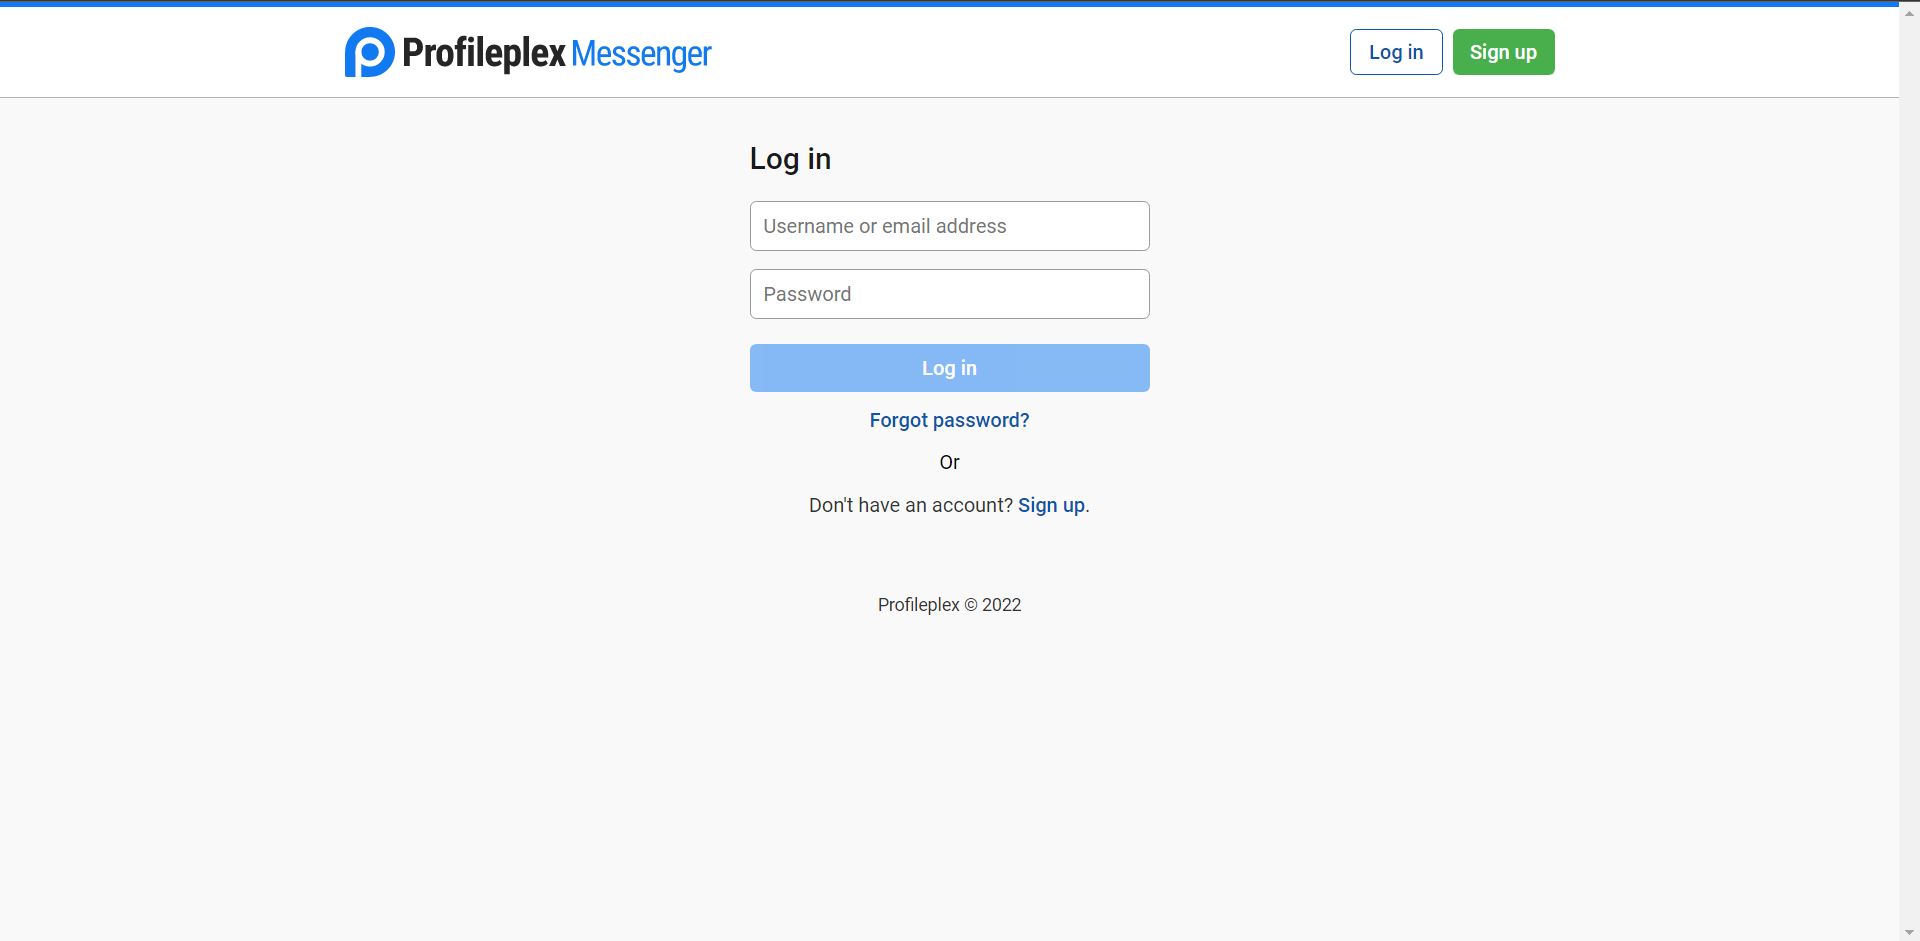 Profileplex Messenger
Log in
Sign up
Log in
Username or email address
Password
Log in
Forgot password?
Or
Don't have an account? Sign up.
Profileplex © 2022